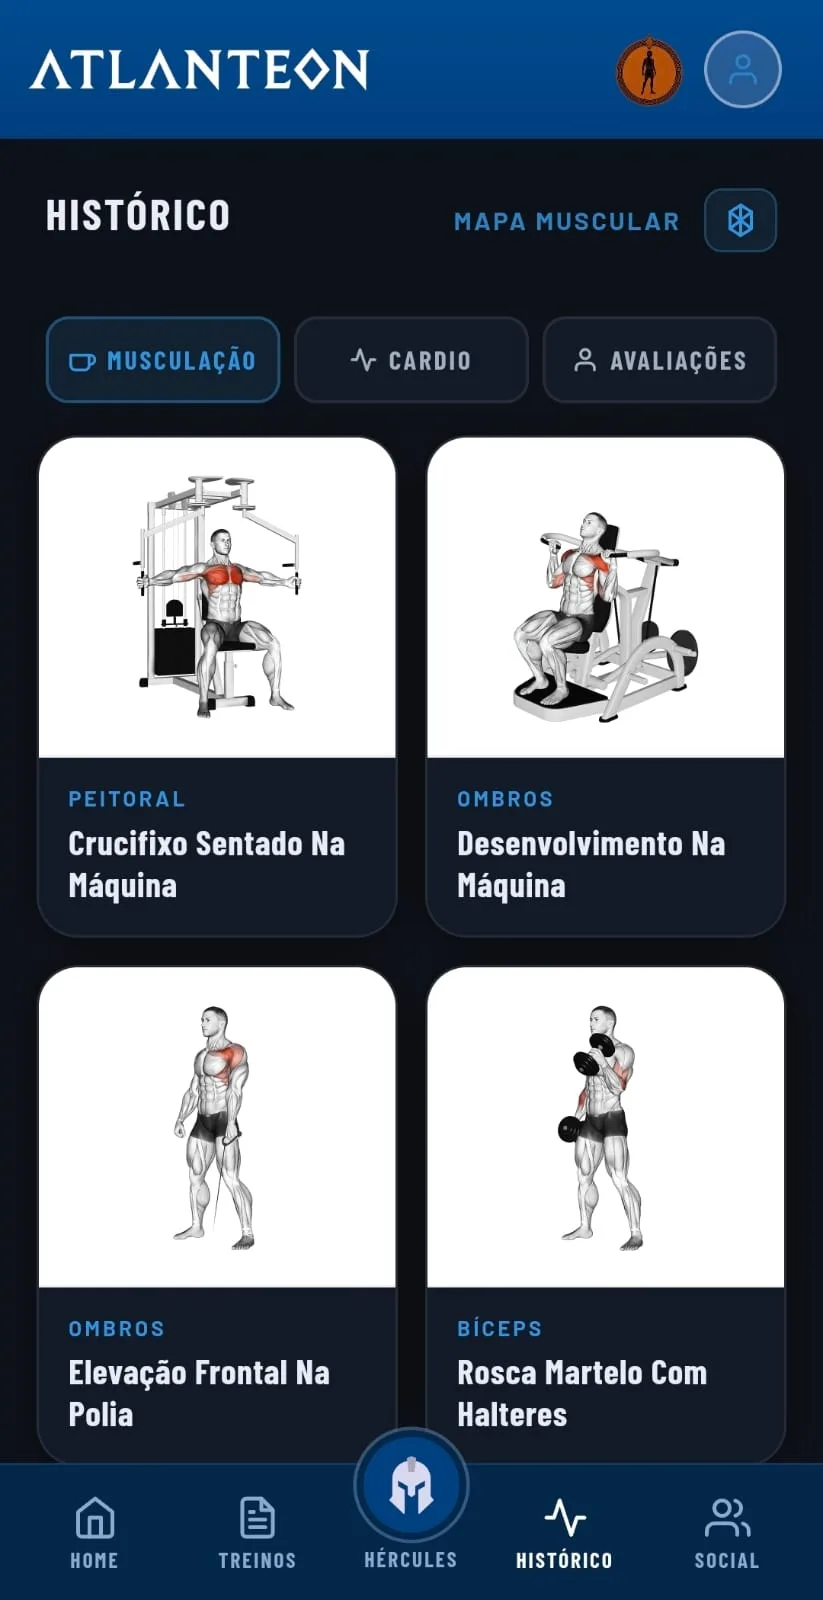 ATLANTEON
HISTÓRICO
MAPA MUSCULAR
MUSCULAÇÃO
CARDIO
AVALIAÇÕES
PEITORAL
Crucifixo Sentado Na
Máquina
OMBROS
Desenvolvimento Na
Máquina
OMBROS
Elevação Frontal Na
Polia
BÍCEPS
Rosca Martelo Com
Halteres
HOME
TREINOS
HÉRCULES
HISTÓRICO
SOCIAL